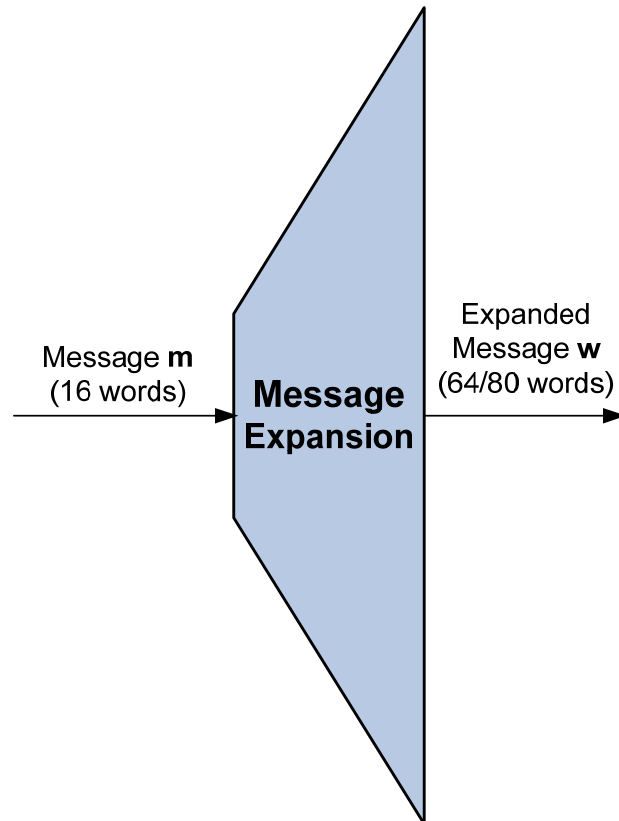 Message m
(16 words)
Message
Expansion
Expanded
Message w
(64/80 words)